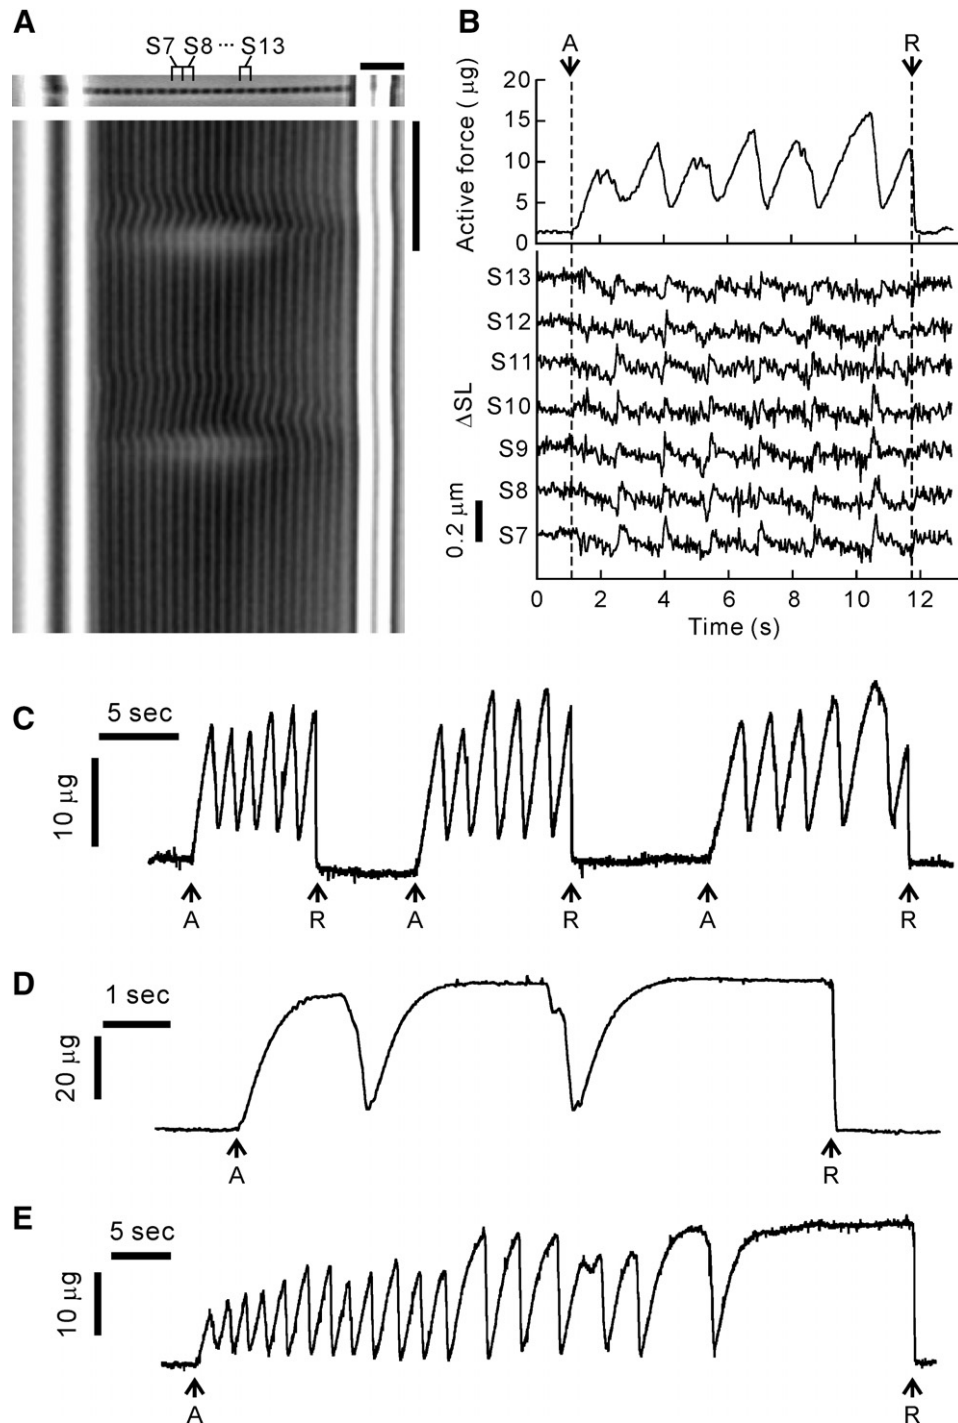 A
S7 S8 ··· S13
B
A R
Active force ( µg)
20
15
10
5
0
S13
S12
S11
S10
S9
S8
S7
ΔSL
0.2 µm
0 2 4 6 8 10 12
Time (s)
C
5 sec
10 µg
A R A R A R
D
1 sec
20 µg
A R
E
5 sec
10 µg
A R